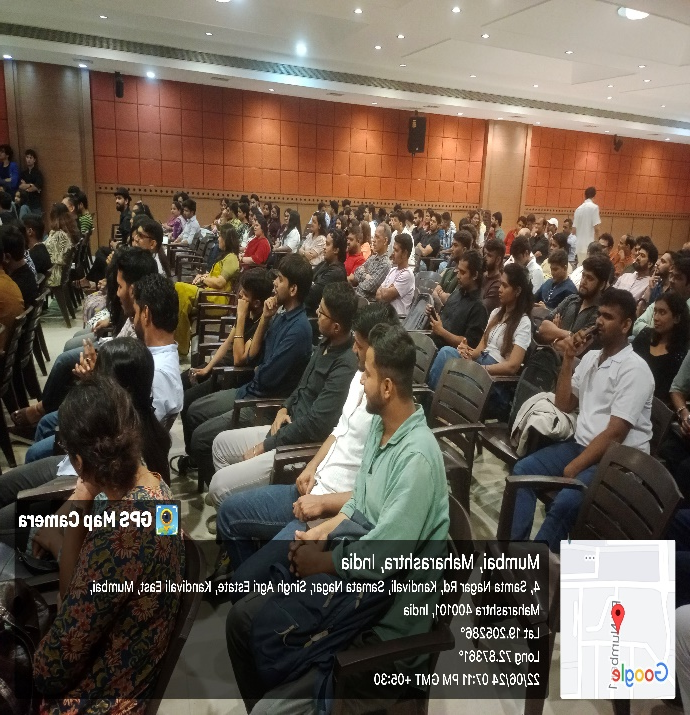 GPS Map Camera
Mumbai, Maharashtra, India
4, Samta Nagar Rd, Kandivali, Samata Nagar, Singh Agri Estate, Kandivali East, Mumbai,
Maharashtra 400101, India
Lat 19.205286°
Long 72.87361°
22/06/24 07:11 PM GMT +05:30
Google